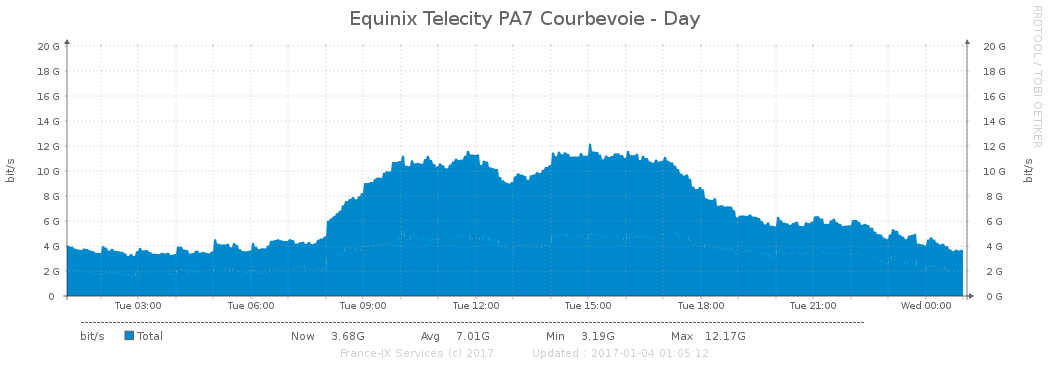 Equinix Telecity PA7 Courbevoie - Day
RRDTOOL / TOBI OETIKER
20 G 20 G
18 G 18 G
16 G 16 G
14 G 14 G
12 G 12 G
10 G 10 G
8 G 8 G
6 G 6 G
4 G 4 G
2 G 2 G
0 0 G
bit/s bit/s
Tue 03:00 Tue 06:00 Tue 09:00 Tue 12:00 Tue 15:00 Tue 18:00 Tue 21:00 Wed 00:00
bit/s Total Now 3.68G Avg 7.01G Min 3.19G Max 12.17G
France-IX Services (c) 2017 Updated : 2017-01-04 01:05:12